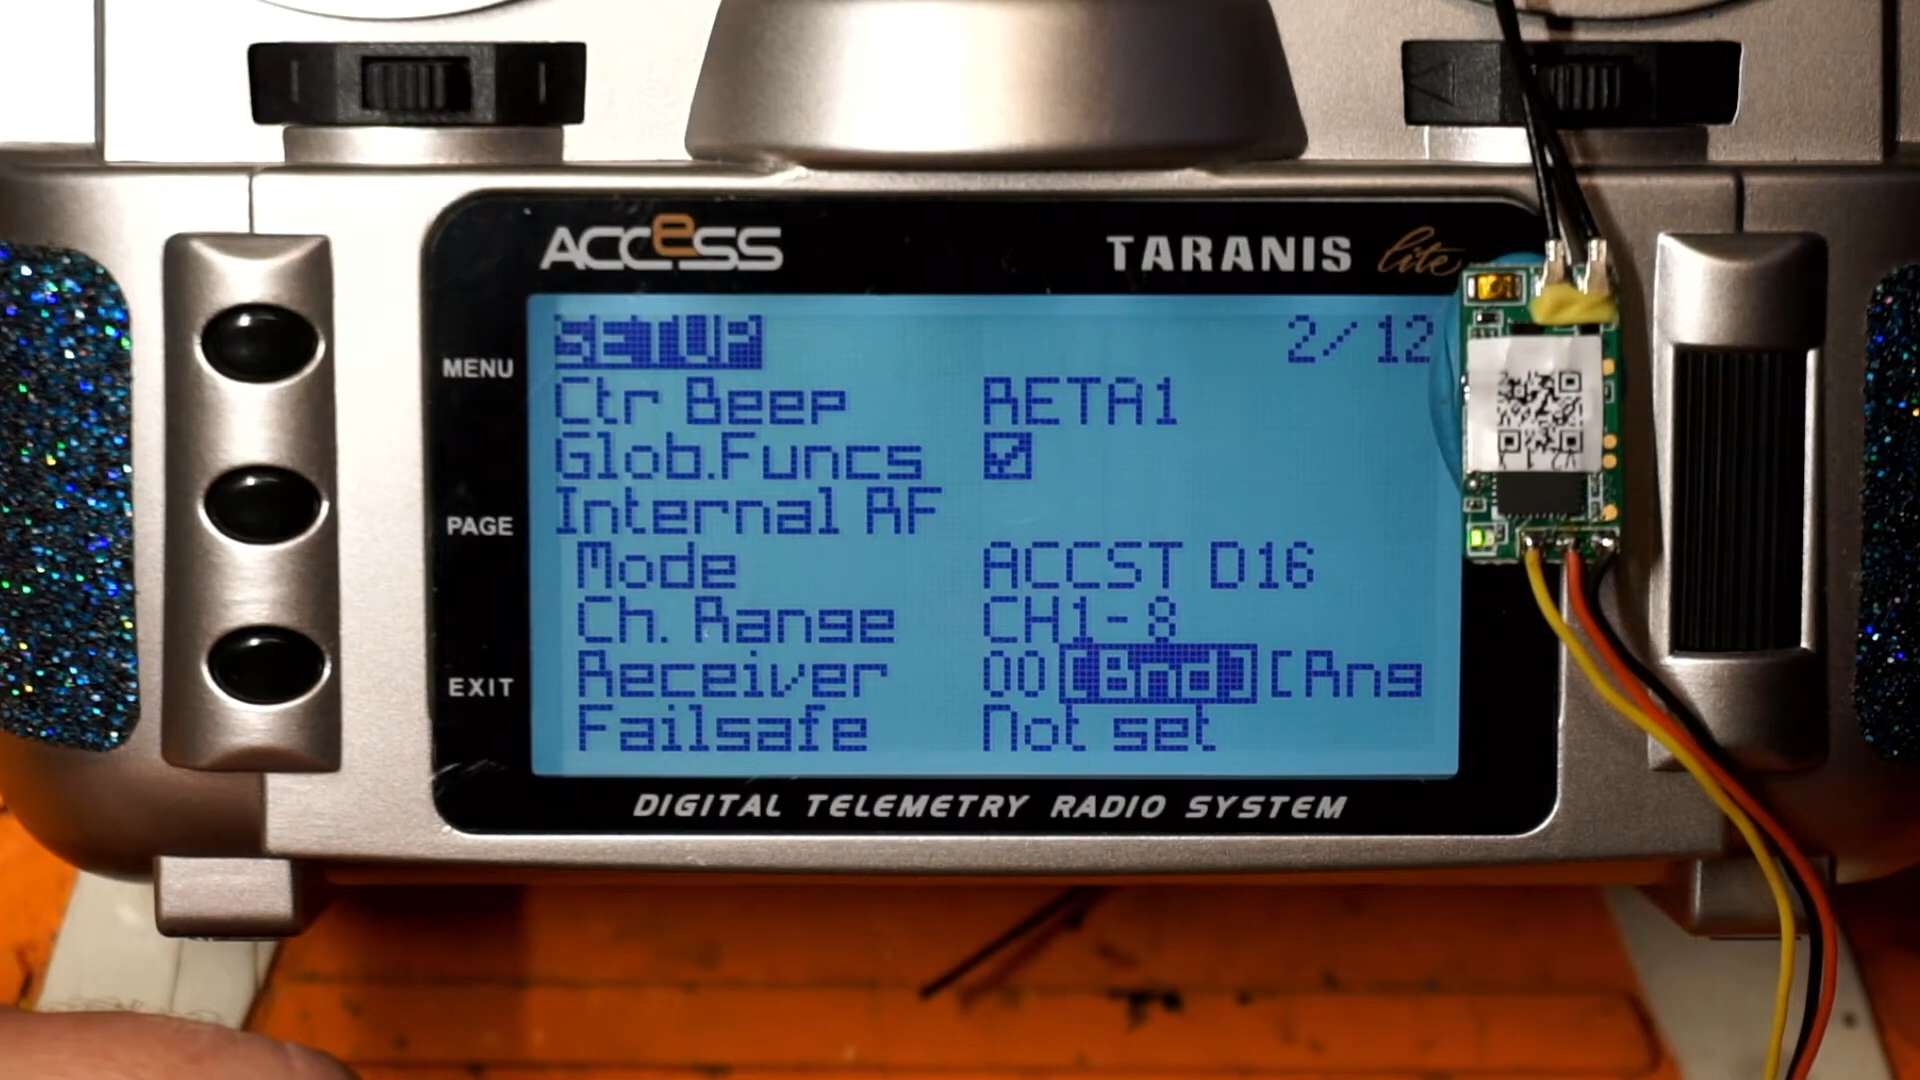 ACCeSS TARANIS lite
SETUP 2/12
Ctr Beep RETA1
Glob.Funcs
Internal RF
Mode ACCST D16
Ch. Range CH1-8
Receiver 00 [Bnd] [Rng
Failsafe Not set
MENU
PAGE
EXIT
DIGITAL TELEMETRY RADIO SYSTEM